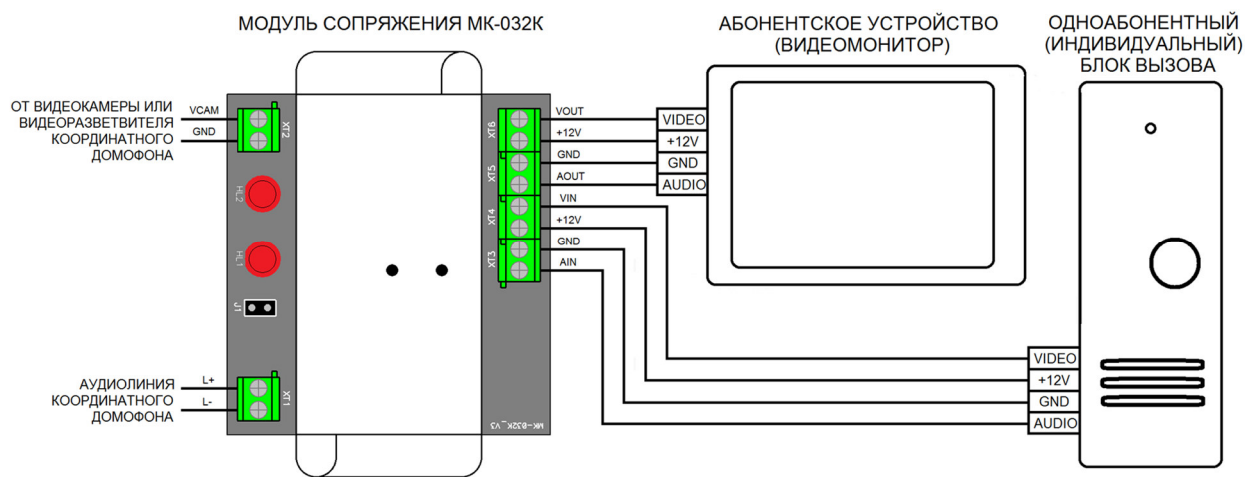 МОДУЛЬ СОПРЯЖЕНИЯ МК-032К
АБОНЕНТСКОЕ УСТРОЙСТВО
(ВИДЕОМОНИТОР)
ОДНОАБОНЕНТНЫЙ
(ИНДИВИДУАЛЬНЫЙ)
БЛОК ВЫЗОВА
ОТ ВИДЕОКАМЕРЫ ИЛИ
ВИДЕОРАЗВЕТВИТЕЛЯ
КООРДИНАТНОГО
ДОМОФОНА
VCAM
GND
XT2
HL2
HL1
J1
АУДИОЛИНИЯ
КООРДИНАТНОГО
ДОМОФОНА
L+
L-
XT1
XT6
XT5
XT4
XT3
MK-032K_V3
VOUT
+12V
GND
AOUT
VIN
+12V
GND
AIN
VIDEO
+12V
GND
AUDIO
VIDEO
+12V
GND
AUDIO